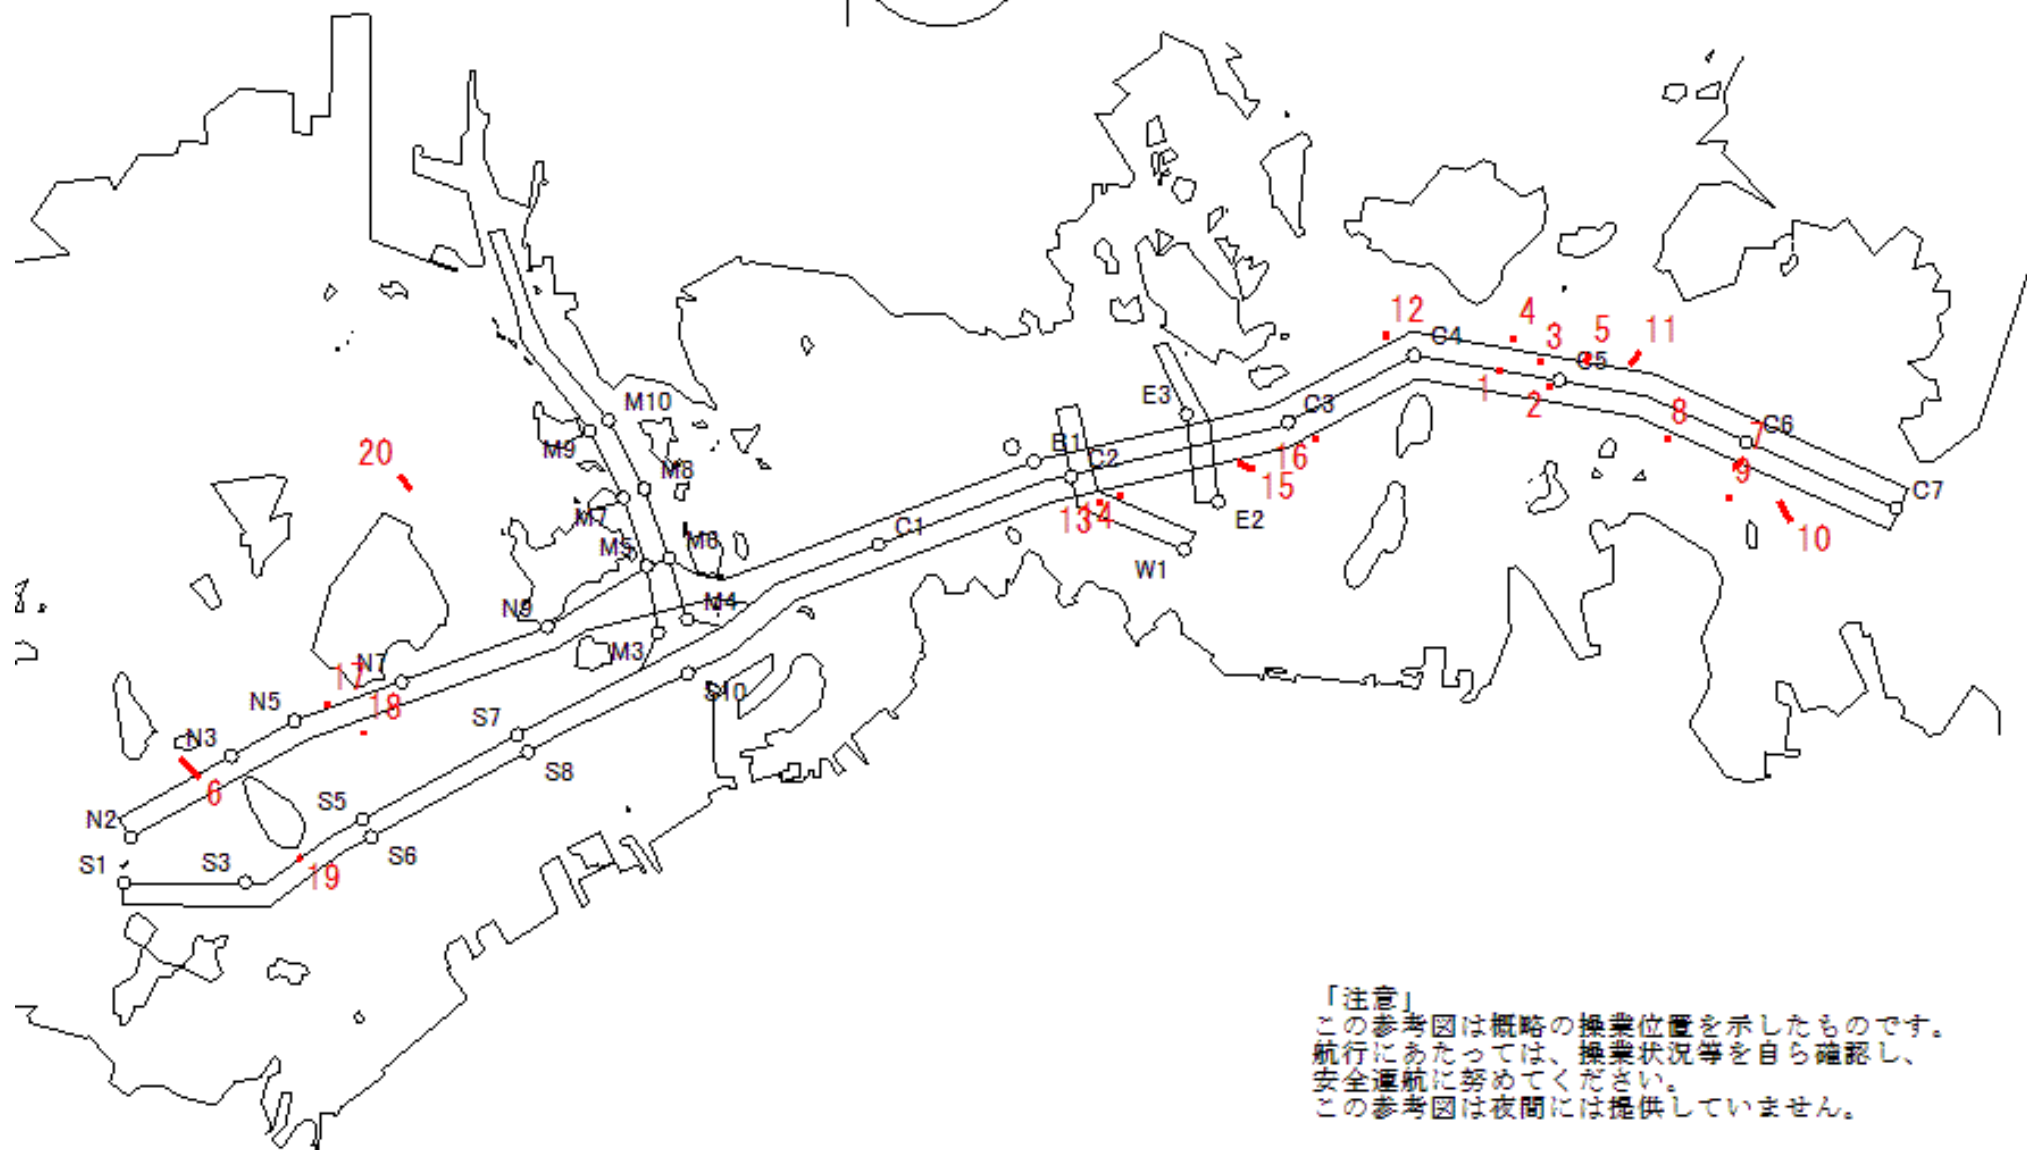 12
4
3
5
11
C4
C5
1
2
8
C6
7
9
C7
10
E3
C3
16
15
E2
B1
C2
13
14
W1
M10
M9
M8
20
M7
M5
M6
C1
N9
M4
M3
17
N7
18
N5
S10
S7
N3
S8
6
S5
N2
S6
S1
S3
19
「注意」
この参考図は概略の操業位置を示したものです。
航行にあたっては、操業状況等を自ら確認し、
安全運航に努めてください。
この参考図は夜間には提供していません。